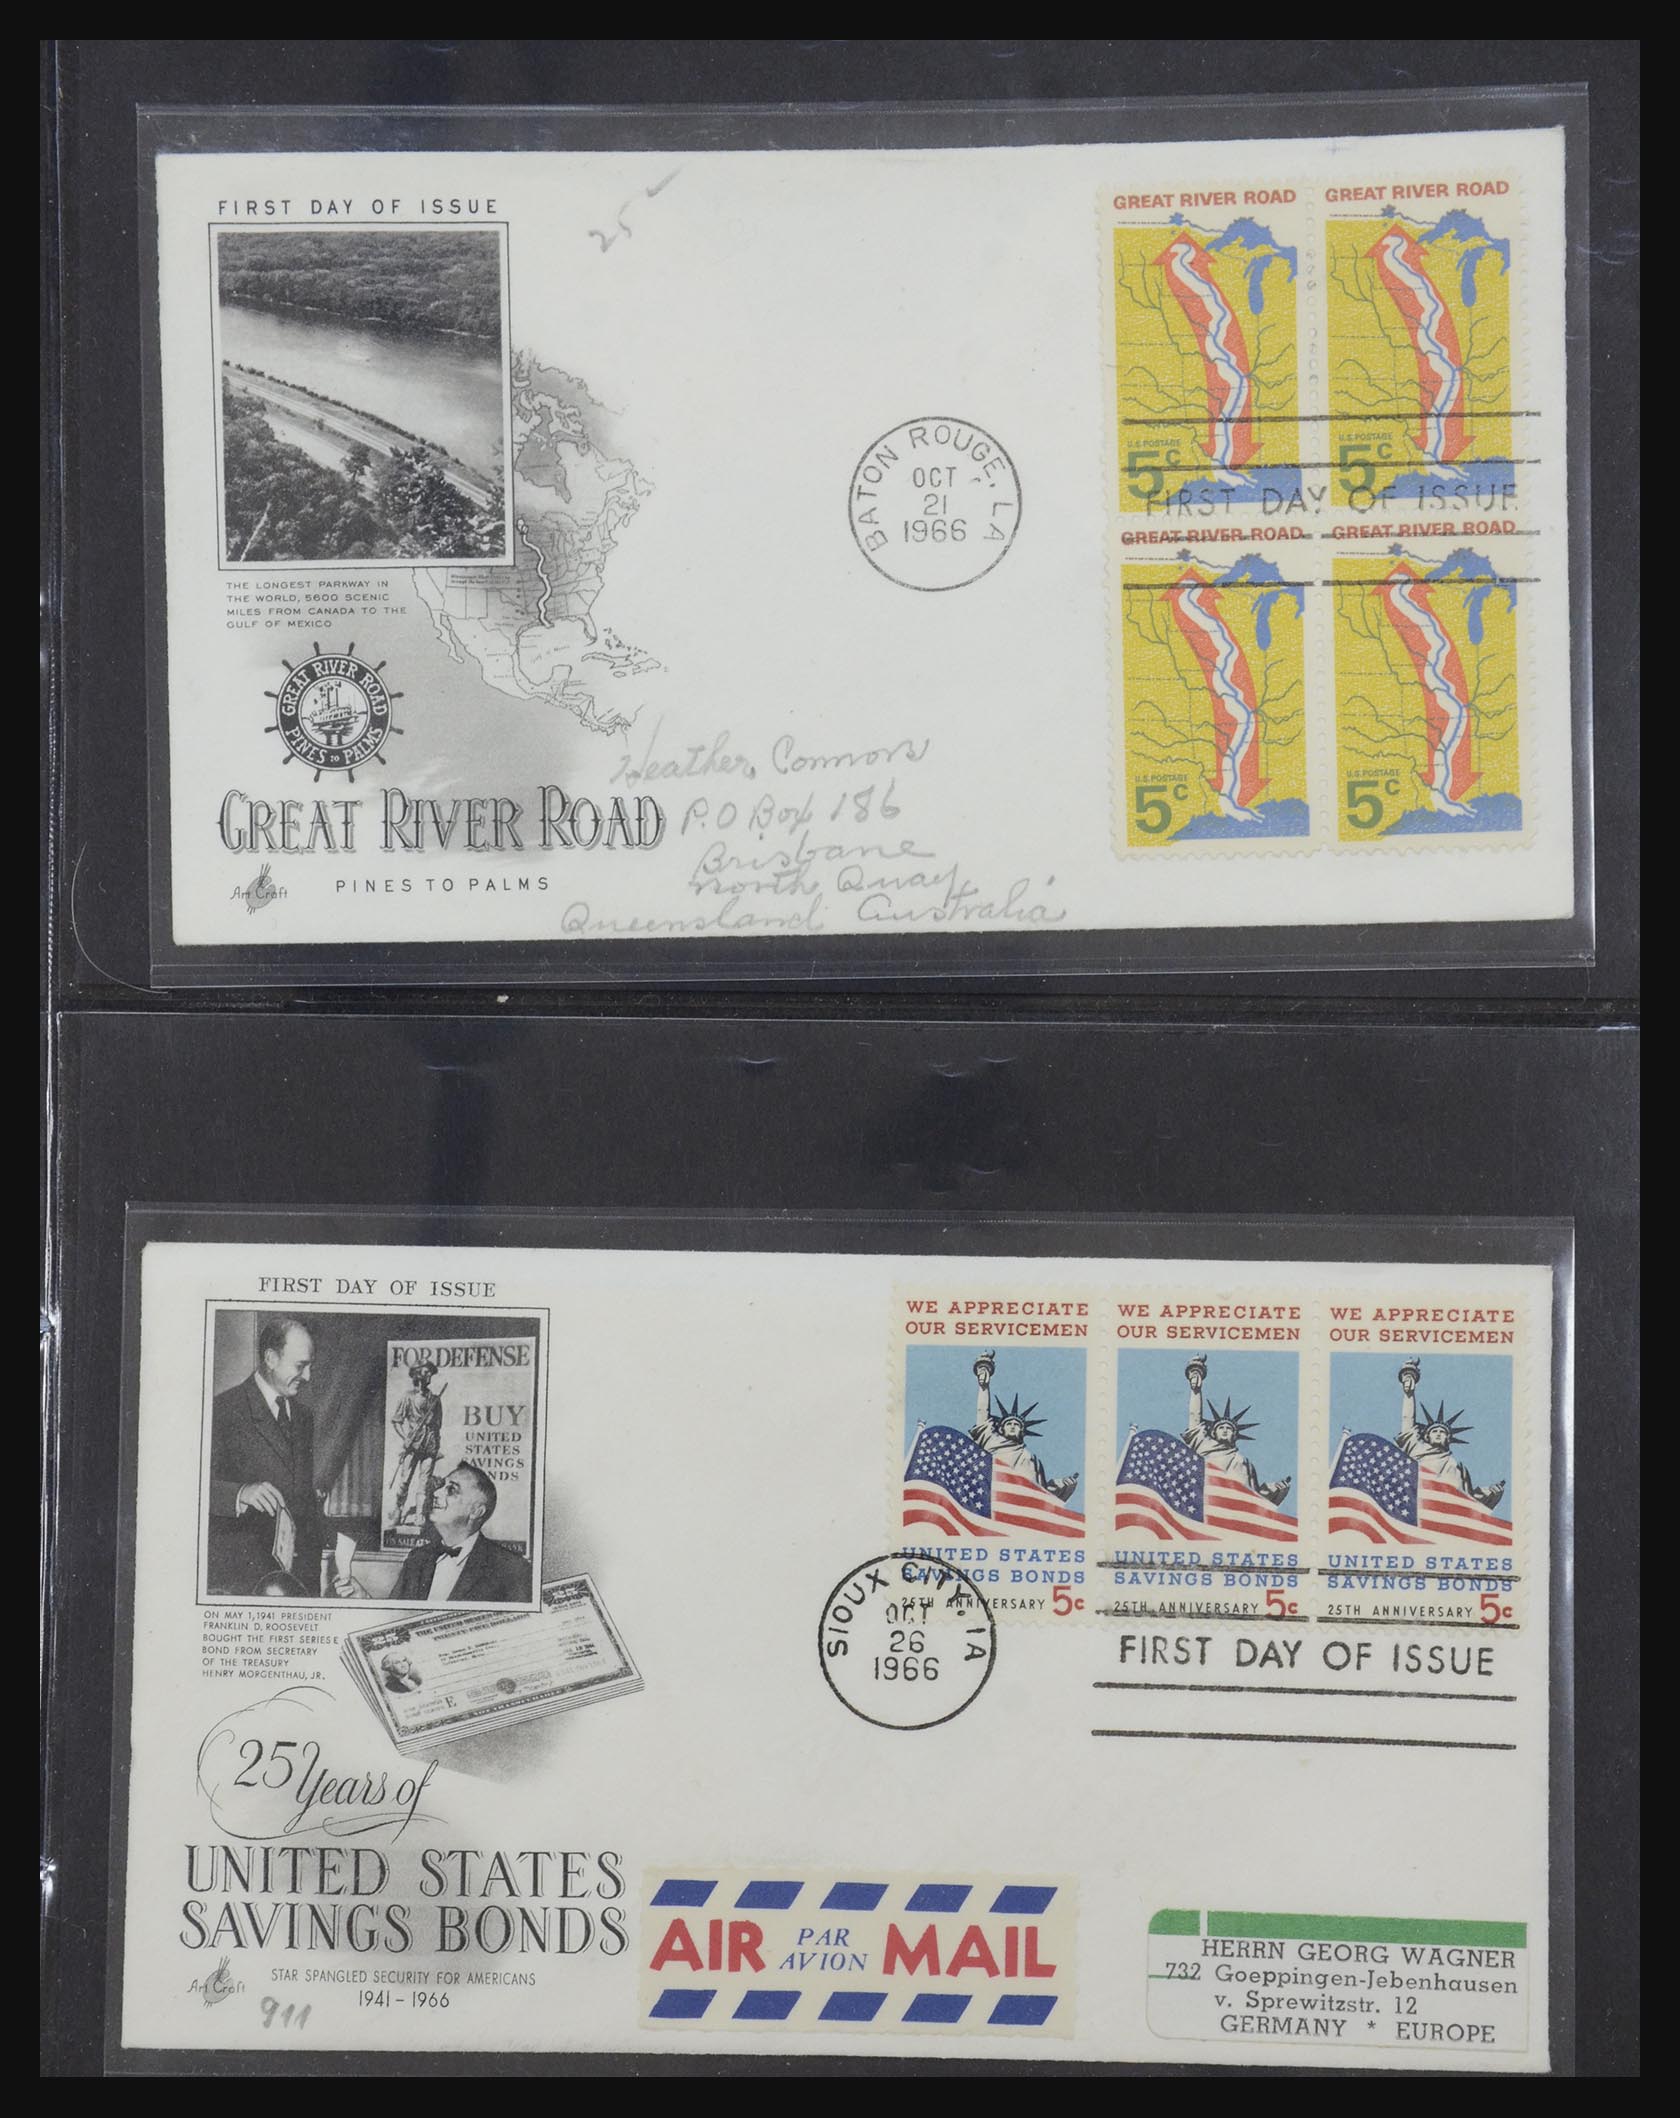 FIRST DAY OF ISSUE
25
THE LONGEST PARKWAY IN
THE WORLD, 5600 SCENIC
MILES FROM CANADA TO THE
GULF OF MEXICO
GREAT RIVER ROAD
PINES TO PALMS
GREAT RIVER ROAD
Art Craft
PINES TO PALMS
BATON ROUGE, LA
OCT
21
1966
GREAT RIVER ROAD
U.S. POSTAGE
5c
GREAT RIVER ROAD
U.S. POSTAGE
5c
FIRST DAY OF ISSUE
GREAT RIVER ROAD
U.S. POSTAGE
5c
GREAT RIVER ROAD
U.S. POSTAGE
5c
Heather Connors
P.O Box 186
Brisbane
North Quay,
Queensland Australia
FIRST DAY OF ISSUE
FOR DEFENSE
BUY
UNITED
STATES
SAVINGS
BONDS
ON MAY 1, 1941 PRESIDENT
FRANKLIN D. ROOSEVELT
BOUGHT THE FIRST SERIES E
BOND FROM SECRETARY
OF THE TREASURY
HENRY MORGENTHAU, JR.
25 Years of
UNITED STATES
SAVINGS BONDS
Art Craft
STAR SPANGLED SECURITY FOR AMERICANS
1941 - 1966
911
WE APPRECIATE
OUR SERVICEMEN
UNITED STATES
SAVINGS BONDS
25TH ANNIVERSARY 5c
WE APPRECIATE
OUR SERVICEMEN
UNITED STATES
SAVINGS BONDS
25TH ANNIVERSARY 5c
WE APPRECIATE
OUR SERVICEMEN
UNITED STATES
SAVINGS BONDS
25TH ANNIVERSARY 5c
SIOUX CITY, IA
OCT
26
1966
FIRST DAY OF ISSUE
AIR PAR AVION MAIL
HERRN GEORG WAGNER
732 Goeppingen-Jebenhausen
v. Sprewitzstr. 12
GERMANY * EUROPE